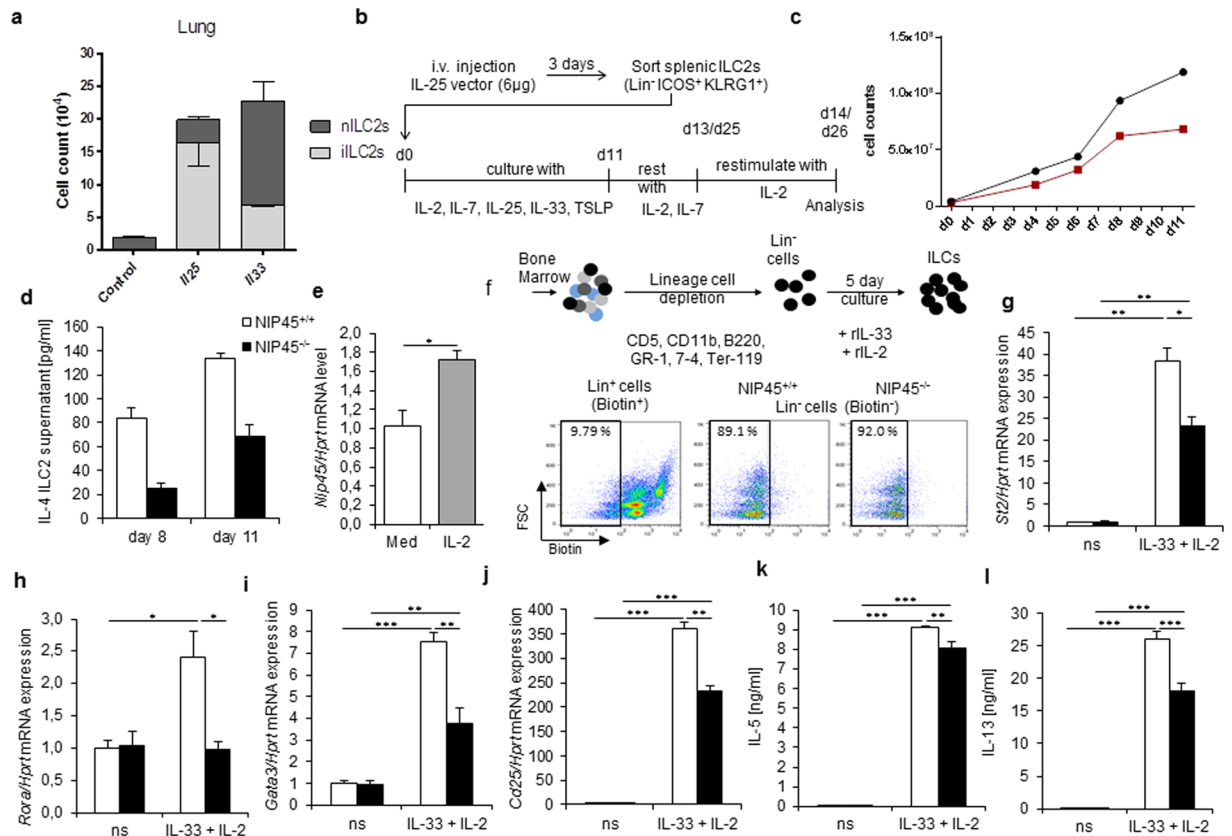 a
Lung
Cell count (10⁴)
30
25
20
15
10
5
0
Control
Il25
Il33
nILC2s
iILC2s
b
i.v. injection
IL-25 vector (6µg)
3 days
Sort splenic ILC2s
(Lin⁻ ICOS⁺ KLRG1⁺)
d0
culture with
IL-2, IL-7, IL-25, IL-33, TSLP
d11
rest
with
IL-2, IL-7
d13/d25
restimulate with
IL-2
d14/
d26
Analysis
c
cell counts
1.5×10⁸
1.0×10⁸
5.0×10⁷
0
d0 d1 d2 d3 d4 d5 d6 d7 d8 d9 d10 d11
d
IL-4 ILC2 supernatant [pg/ml]
160
140
120
100
80
60
40
20
0
NIP45⁺/⁺
NIP45⁻/⁻
day 8
day 11
e
Nip45/Hprt mRNA level
2,0
1,8
1,6
1,4
1,2
1,0
0,8
0,6
0,4
0,2
0,0
*
Med
IL-2
f
Bone
Marrow
Lineage cell
depletion
CD5, CD11b, B220,
GR-1, 7-4, Ter-119
Lin⁻
cells
5 day
culture
+ rIL-33
+ rIL-2
ILCs
Lin⁺ cells
(Biotin⁺)
NIP45⁺/⁺
NIP45⁻/⁻
Lin⁻ cells (Biotin⁻)
9.79 %
89.1 %
92.0 %
FSC
Biotin
g
St2/Hprt mRNA expression
45
40
35
30
25
20
15
10
5
0
**
**
*
ns
IL-33 + IL-2
h
Rora/Hprt mRNA expression
3,0
2,5
2,0
1,5
1,0
0,5
0,0
*
*
ns
IL-33 + IL-2
i
Gata3/Hprt mRNA expression
9
8
7
6
5
4
3
2
1
0
**
***
**
ns
IL-33 + IL-2
j
Cd25/Hprt mRNA expression
400
350
300
250
200
150
100
50
0
***
***
**
ns
IL-33 + IL-2
k
IL-5 [ng/ml]
10
9
8
7
6
5
4
3
2
1
0
***
***
**
ns
IL-33 + IL-2
l
IL-13 [ng/ml]
30
25
20
15
10
5
0
***
***
***
ns
IL-33 + IL-2